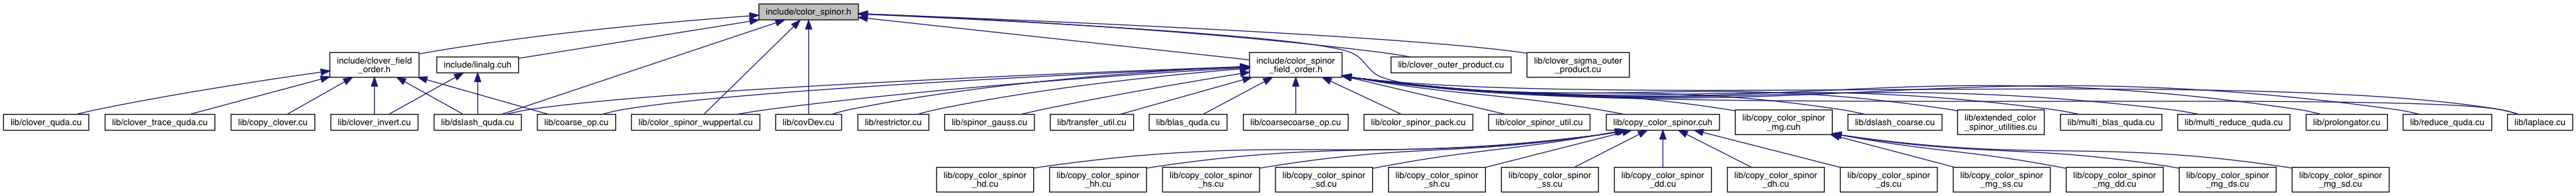 include/color_spinor.h
include/clover_field
_order.h
include/linalg.cuh
include/color_spinor
_field_order.h
lib/clover_outer_product.cu
lib/clover_sigma_outer
_product.cu
lib/clover_quda.cu
lib/clover_trace_quda.cu
lib/copy_clover.cu
lib/clover_invert.cu
lib/dslash_quda.cu
lib/coarse_op.cu
lib/color_spinor_wuppertal.cu
lib/covDev.cu
lib/restrictor.cu
lib/spinor_gauss.cu
lib/transfer_util.cu
lib/blas_quda.cu
lib/coarsecoarse_op.cu
lib/color_spinor_pack.cu
lib/color_spinor_util.cu
lib/copy_color_spinor.cuh
lib/copy_color_spinor
_mg.cuh
lib/dslash_coarse.cu
lib/extended_color
_spinor_utilities.cu
lib/multi_blas_quda.cu
lib/multi_reduce_quda.cu
lib/prolongator.cu
lib/reduce_quda.cu
lib/laplace.cu
lib/copy_color_spinor
_hd.cu
lib/copy_color_spinor
_hh.cu
lib/copy_color_spinor
_hs.cu
lib/copy_color_spinor
_sd.cu
lib/copy_color_spinor
_sh.cu
lib/copy_color_spinor
_ss.cu
lib/copy_color_spinor
_dd.cu
lib/copy_color_spinor
_dh.cu
lib/copy_color_spinor
_ds.cu
lib/copy_color_spinor
_mg_ss.cu
lib/copy_color_spinor
_mg_dd.cu
lib/copy_color_spinor
_mg_ds.cu
lib/copy_color_spinor
_mg_sd.cu